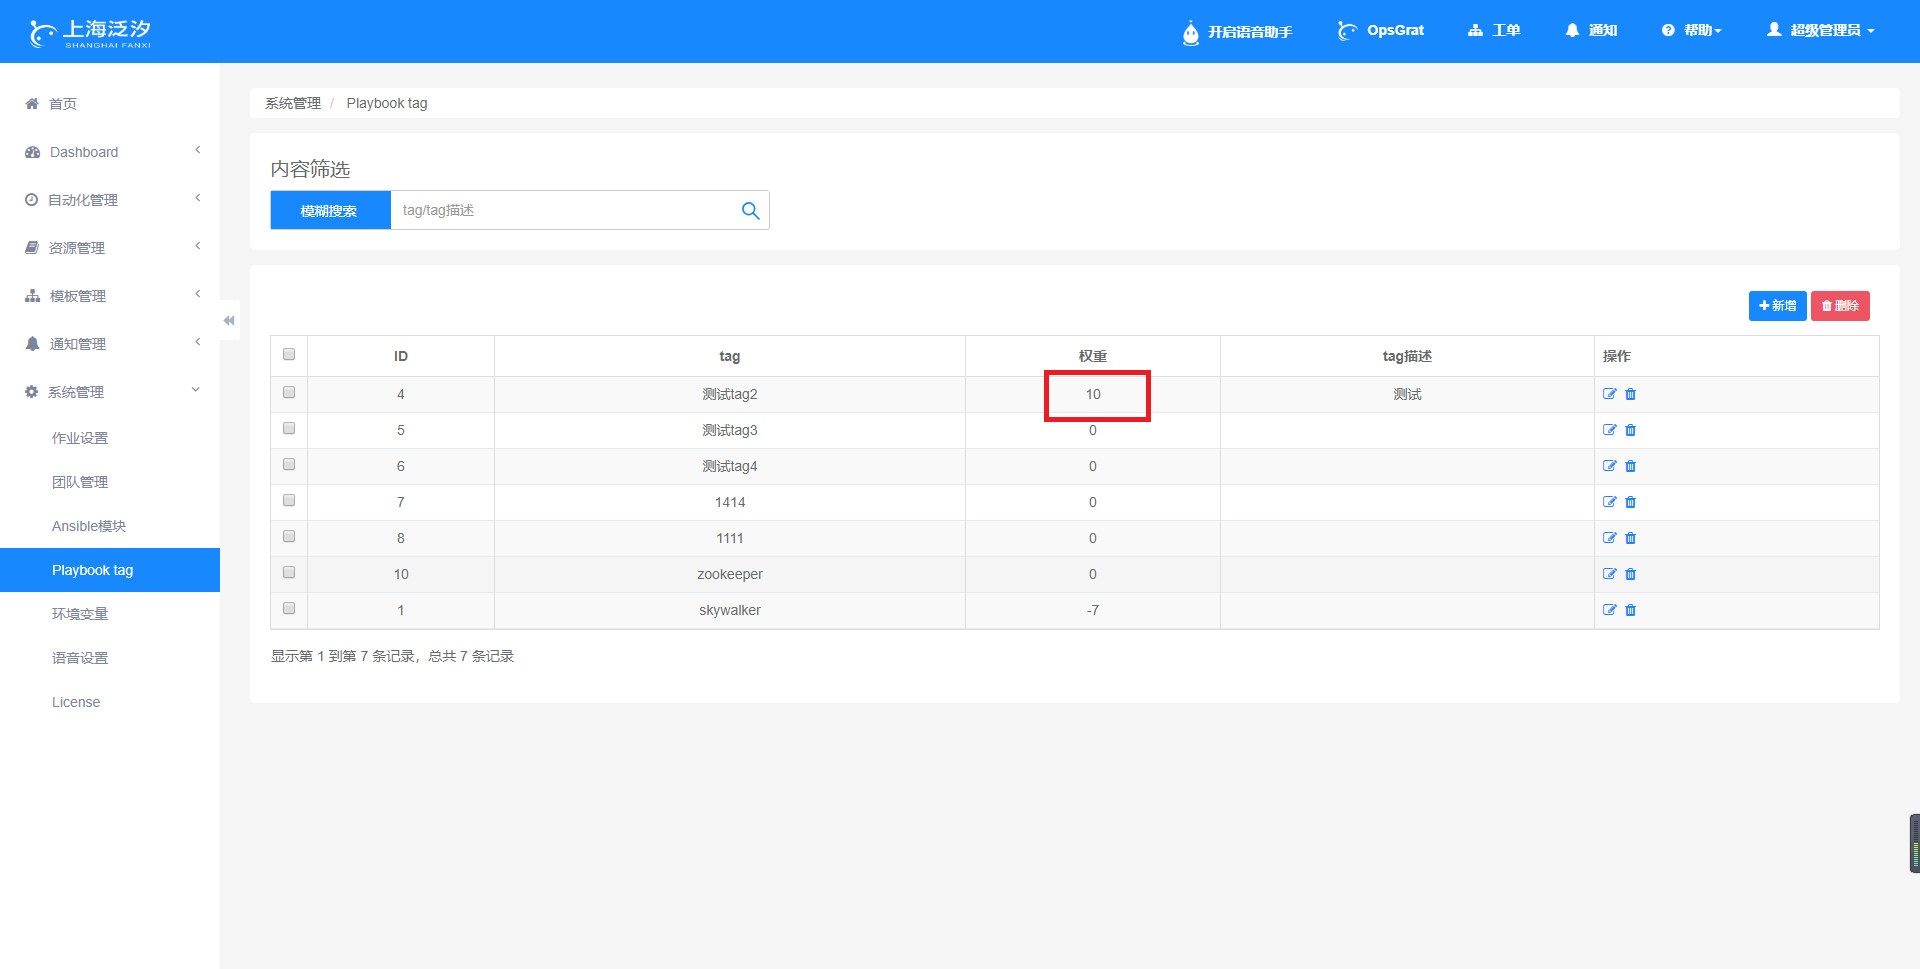 上海泛汐
SHANGHAI FANXI
开启语音助手 OpsGrat 工单 通知 帮助 超级管理员
首页
Dashboard
自动化管理
资源管理
模板管理
通知管理
系统管理
作业设置
团队管理
Ansible模块
Playbook tag
环境变量
语音设置
License
系统管理 / Playbook tag
内容筛选
模糊搜索 tag/tag描述
新增 删除
ID tag 权重 tag描述 操作
4 测试tag2 10 测试
5 测试tag3 0
6 测试tag4 0
7 1414 0
8 1111 0
10 zookeeper 0
1 skywalker -7
显示第 1 到第 7 条记录，总共 7 条记录